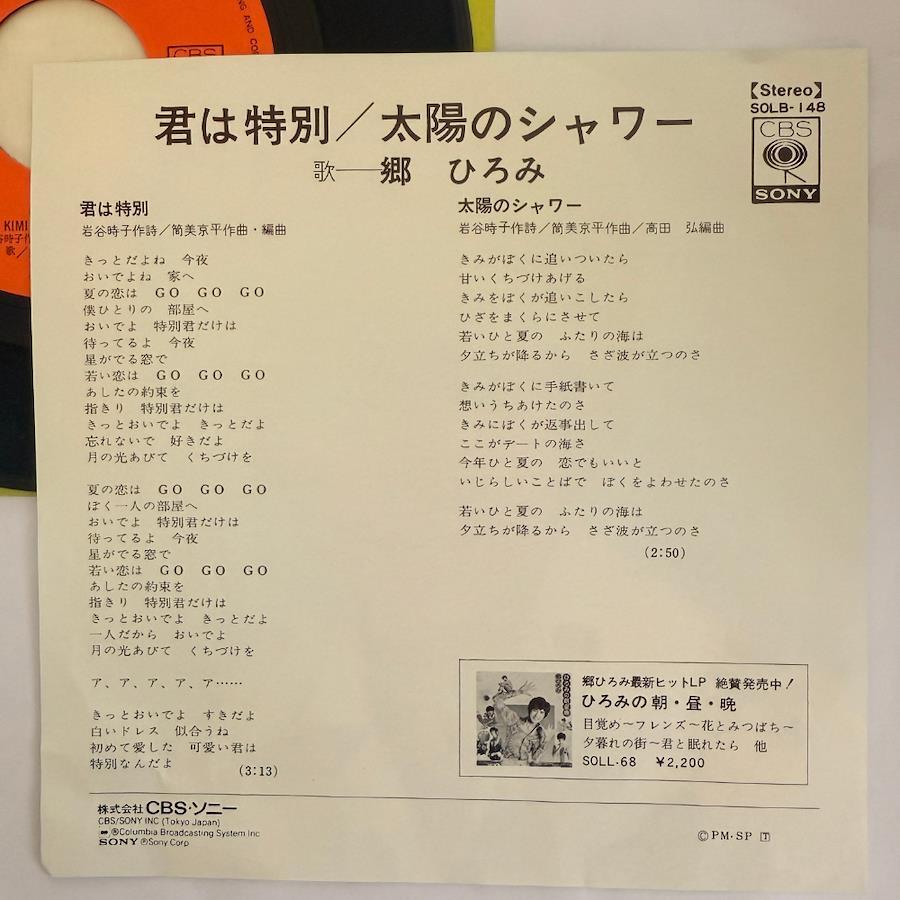 NG AND CO
CBS
KIMI
歌/
【Stereo】
SOLB-148
CBS
SONY
君は特別/太陽のシャワー
歌──郷 ひろみ
君は特別
岩谷時子作詩/筒美京平作曲・編曲
きっとだよね 今夜
おいでよね 家へ
夏の恋は GO GO GO
僕ひとりの 部屋へ
おいでよ 特別君だけは
待ってるよ 今夜
星がでる窓で
若い恋は GO GO GO
あしたの約束を
指きり 特別君だけは
きっとおいでよ きっとだよ
忘れないで 好きだよ
月の光あびて くちづけを
夏の恋は GO GO GO
ぼく一人の部屋へ
おいでよ 特別君だけは
待ってるよ 今夜
星がでる窓で
若い恋は GO GO GO
あしたの約束を
指きり 特別君だけは
きっとおいでよ きっとだよ
一人だから おいでよ
月の光あびて くちづけを
ア、ア、ア、ア、ア……
きっとおいでよ すきだよ
白いドレス 似合うね
初めて愛した 可愛い君は
特別なんだよ
(3:13)
太陽のシャワー
岩谷時子作詩/筒美京平作曲/高田 弘編曲
きみがぼくに追いついたら
甘いくちづけあげる
きみをぼくが追いこしたら
ひざをまくらにさせて
若いひと夏の ふたりの海は
夕立ちが降るから さざ波が立つのさ
きみがぼくに手紙書いて
想いうちあけたのさ
きみにぼくが返事出して
ここがデートの海さ
今年ひと夏の 恋でもいいと
いじらしいことばで ぼくをよわせたのさ
若いひと夏の ふたりの海は
夕立ちが降るから さざ波が立つのさ
(2:50)
郷ひろみ最新ヒットLP 絶賛発売中!
ひろみの朝・昼・晩
目覚め〜フレンズ〜花とみつばち〜
夕暮れの街〜君と眠れたら 他
SOLL-68 ¥2,200
株式会社CBS・ソニー
CBS/SONY INC (Tokyo Japan)
®Columbia Broadcasting System Inc
SONY ℗Sony Corp
©PM・SP T